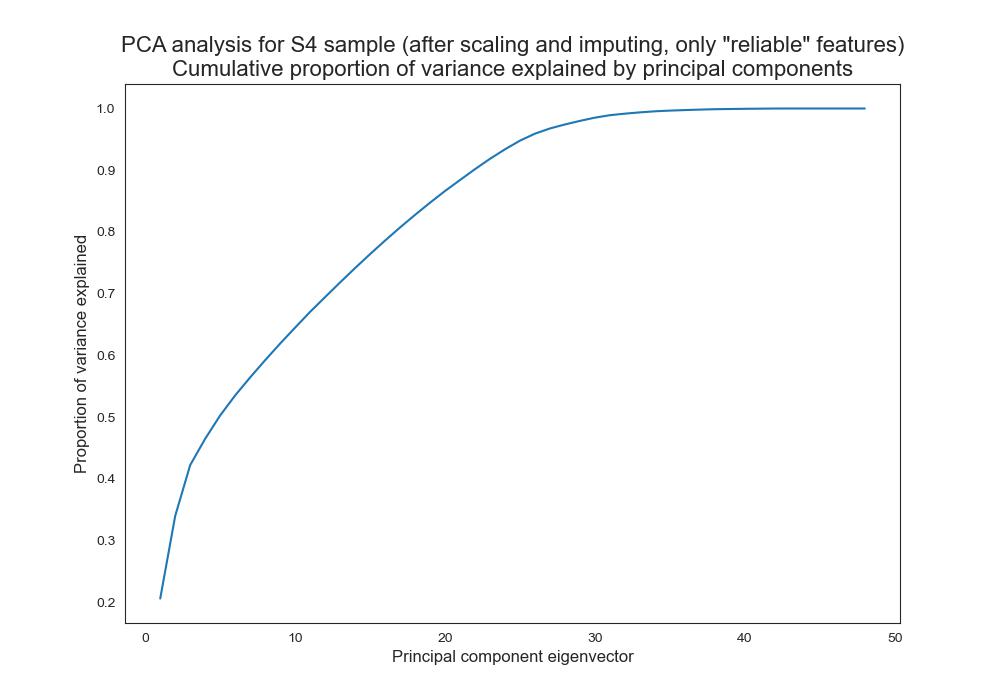 PCA analysis for S4 sample (after scaling and imputing, only "reliable" features)
Cumulative proportion of variance explained by principal components
1.0
0.9
0.8
0.7
0.6
0.5
0.4
0.3
0.2
Proportion of variance explained
0 10 20 30 40 50
Principal component eigenvector